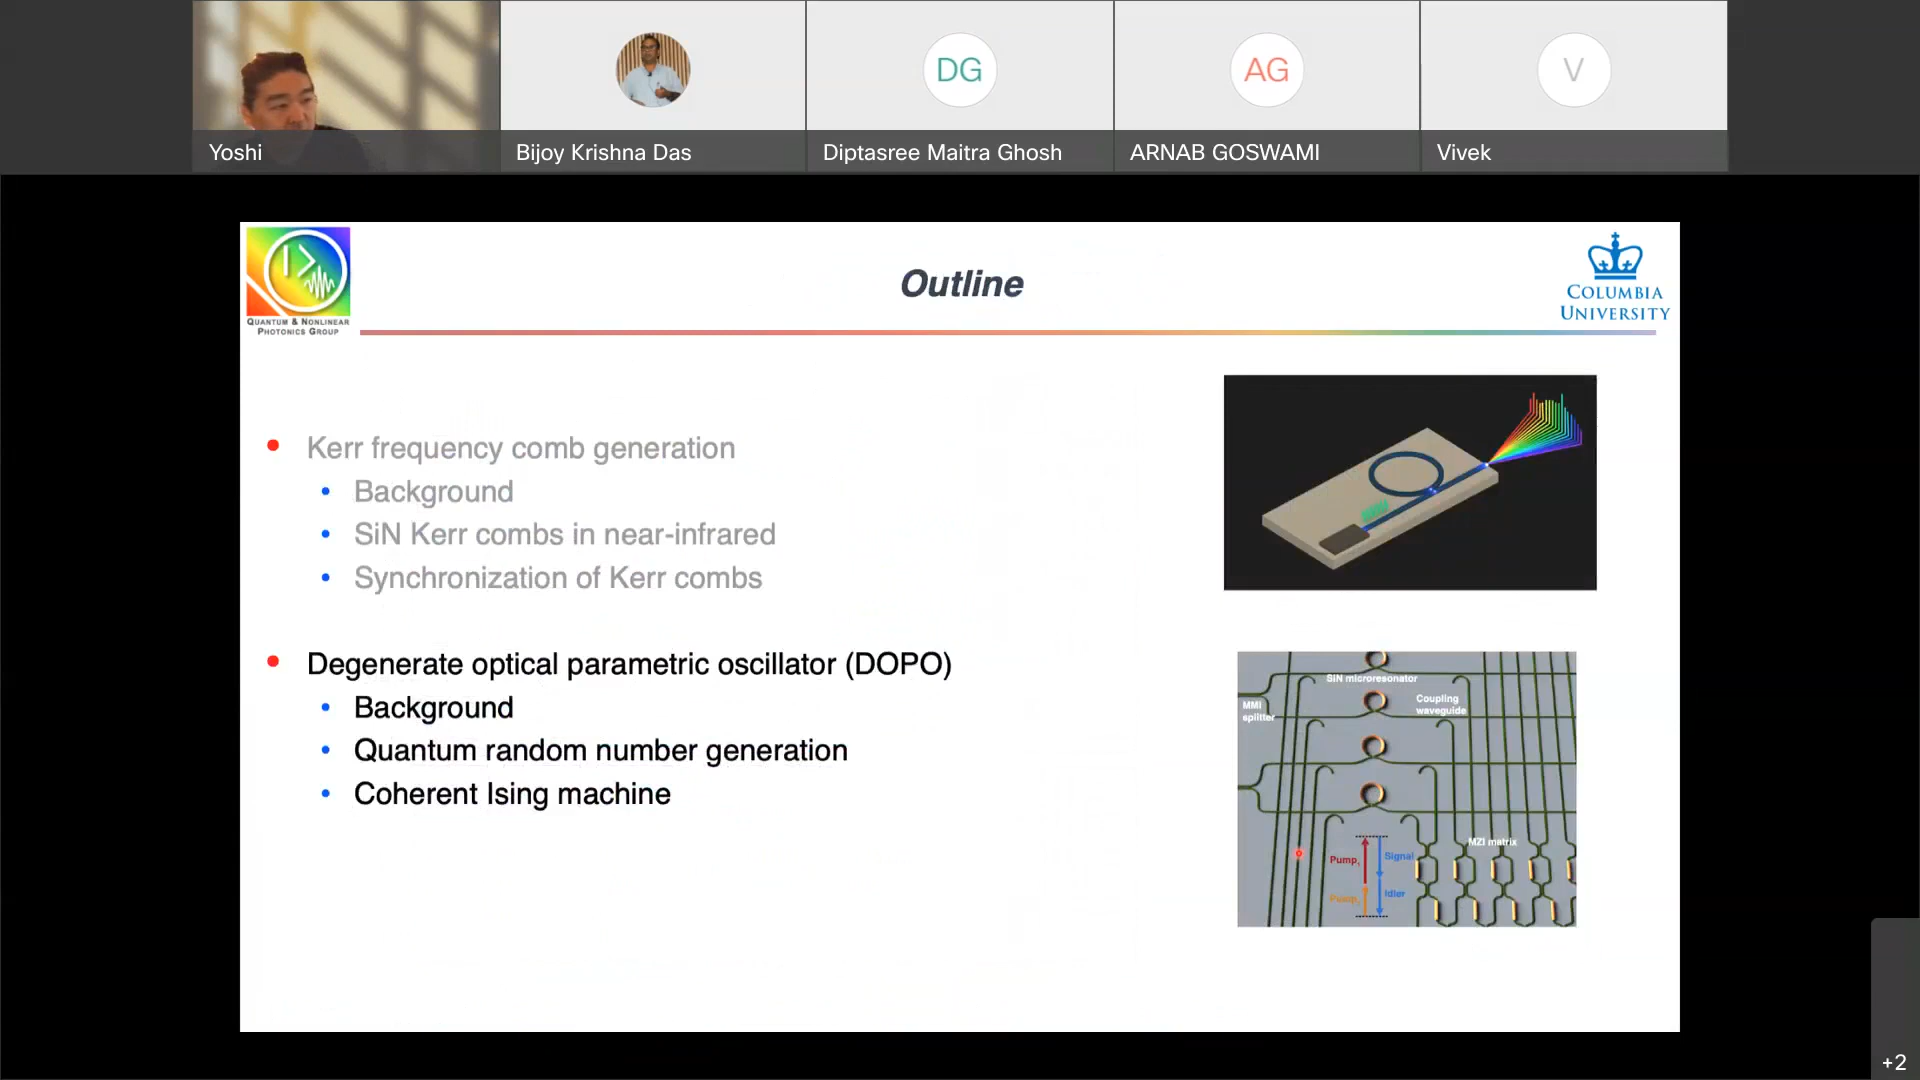 DG
AG
V
Yoshi
Bijoy Krishna Das
Diptasree Maitra Ghosh
ARNAB GOSWAMI
Vivek
QUANTUM & NONLINEAR
PHOTONICS GROUP
Outline
COLUMBIA
UNIVERSITY
Kerr frequency comb generation
Background
SiN Kerr combs in near-infrared
Synchronization of Kerr combs
Degenerate optical parametric oscillator (DOPO)
Background
Quantum random number generation
Coherent Ising machine
SiN microresonator
MMI
splitter
Coupling
waveguide
MZI matrix
Pump1
Signal
Pump2
Idler
+2